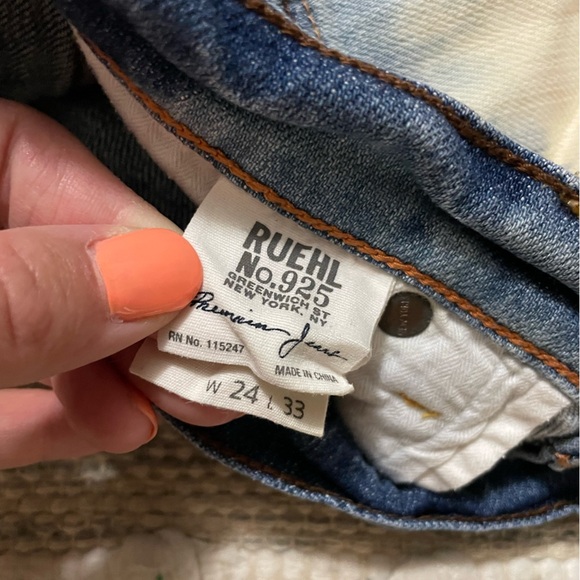 RUEHL
No.925
GREENWICH ST
NEW YORK, NY
Premium Jeans
RN No. 115247
MADE IN CHINA
W 24 L 33